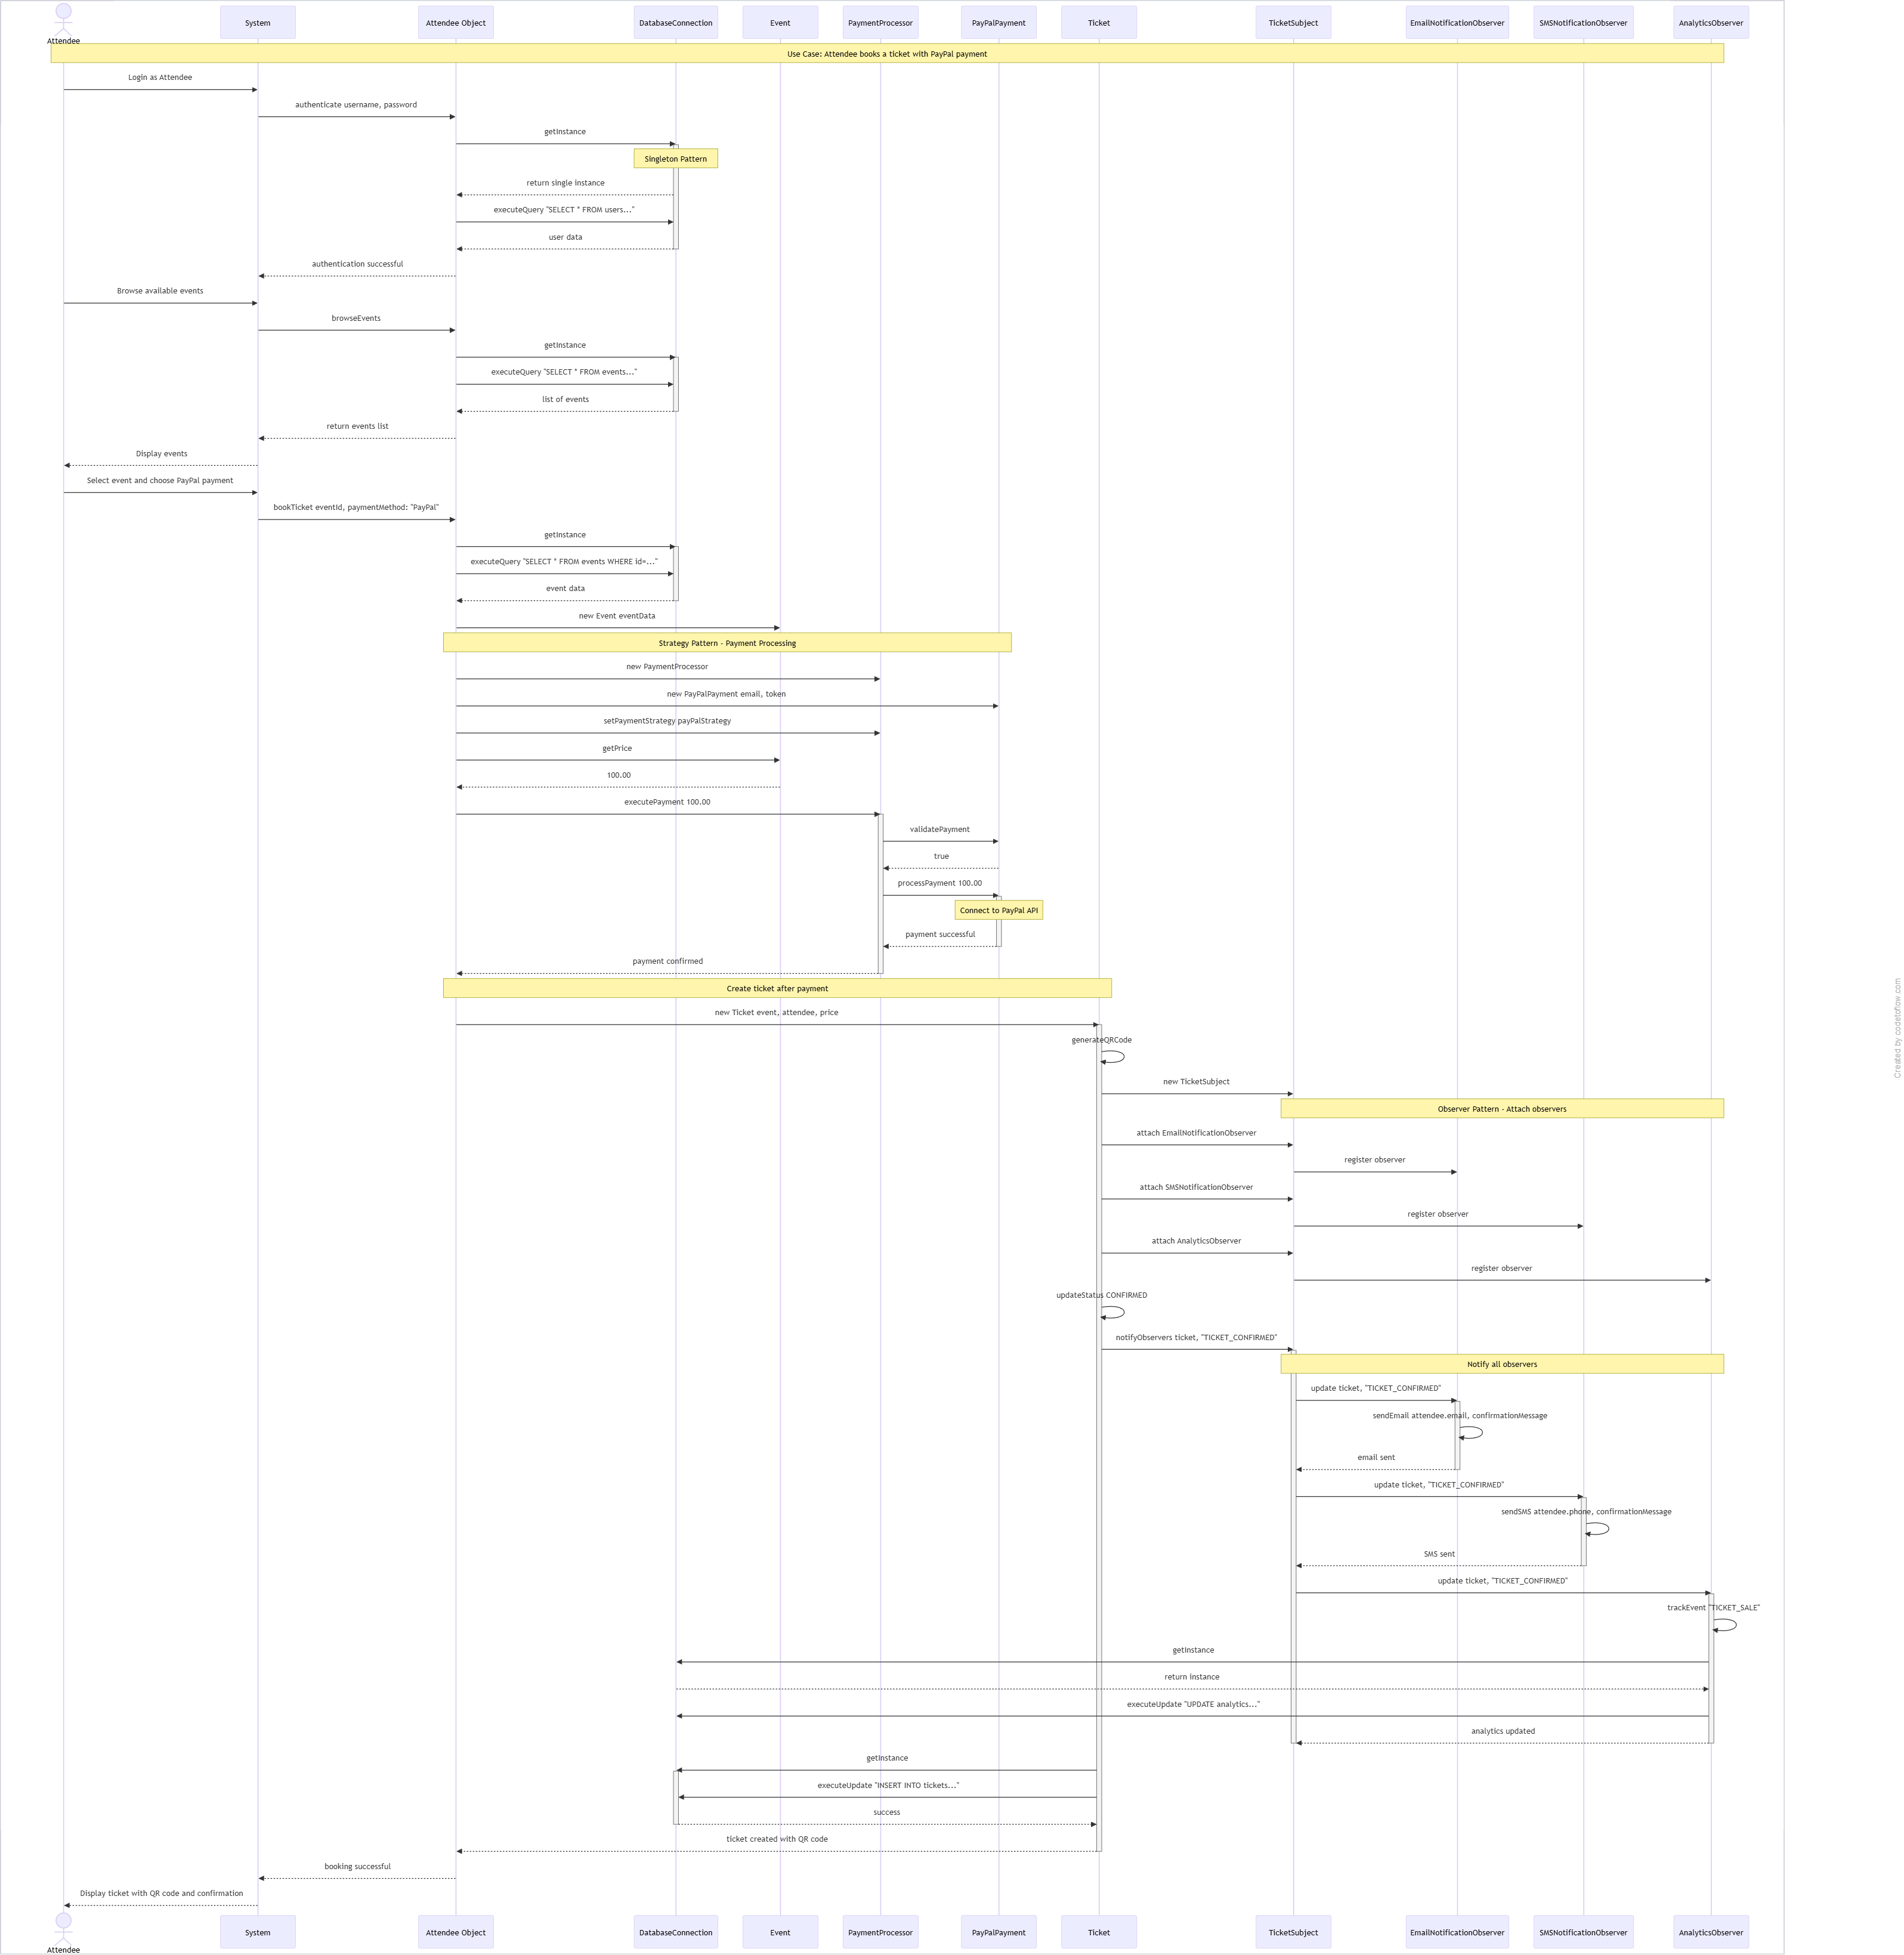 System
Attendee Object
DatabaseConnection
Event
PaymentProcessor
PayPalPayment
Ticket
TicketSubject
EmailNotificationObserver
SMSNotificationObserver
AnalyticsObserver
Attendee
Use Case: Attendee books a ticket with PayPal payment
Login as Attendee
authenticate username, password
getInstance
Singleton Pattern
return single instance
executeQuery "SELECT * FROM users..."
user data
authentication successful
Browse available events
browseEvents
getInstance
executeQuery "SELECT * FROM events..."
list of events
return events list
Display events
Select event and choose PayPal payment
bookTicket eventId, paymentMethod: "PayPal"
getInstance
executeQuery "SELECT * FROM events WHERE id=..."
event data
new Event eventData
Strategy Pattern - Payment Processing
new PaymentProcessor
new PayPalPayment email, token
setPaymentStrategy payPalStrategy
getPrice
100.00
executePayment 100.00
validatePayment
true
processPayment 100.00
Connect to PayPal API
payment successful
payment confirmed
Create ticket after payment
new Ticket event, attendee, price
generateQRCode
new TicketSubject
Observer Pattern - Attach observers
attach EmailNotificationObserver
register observer
attach SMSNotificationObserver
register observer
attach AnalyticsObserver
register observer
updateStatus CONFIRMED
notifyObservers ticket, "TICKET_CONFIRMED"
Notify all observers
update ticket, "TICKET_CONFIRMED"
sendEmail attendee.email, confirmationMessage
email sent
update ticket, "TICKET_CONFIRMED"
sendSMS attendee.phone, confirmationMessage
SMS sent
update ticket, "TICKET_CONFIRMED"
trackEvent "TICKET_SALE"
getInstance
return instance
executeUpdate "UPDATE analytics..."
analytics updated
getInstance
executeUpdate "INSERT INTO tickets..."
success
ticket created with QR code
booking successful
Display ticket with QR code and confirmation
System
Attendee Object
DatabaseConnection
Event
PaymentProcessor
PayPalPayment
Ticket
TicketSubject
EmailNotificationObserver
SMSNotificationObserver
AnalyticsObserver
Attendee
Created by codetoflow.com